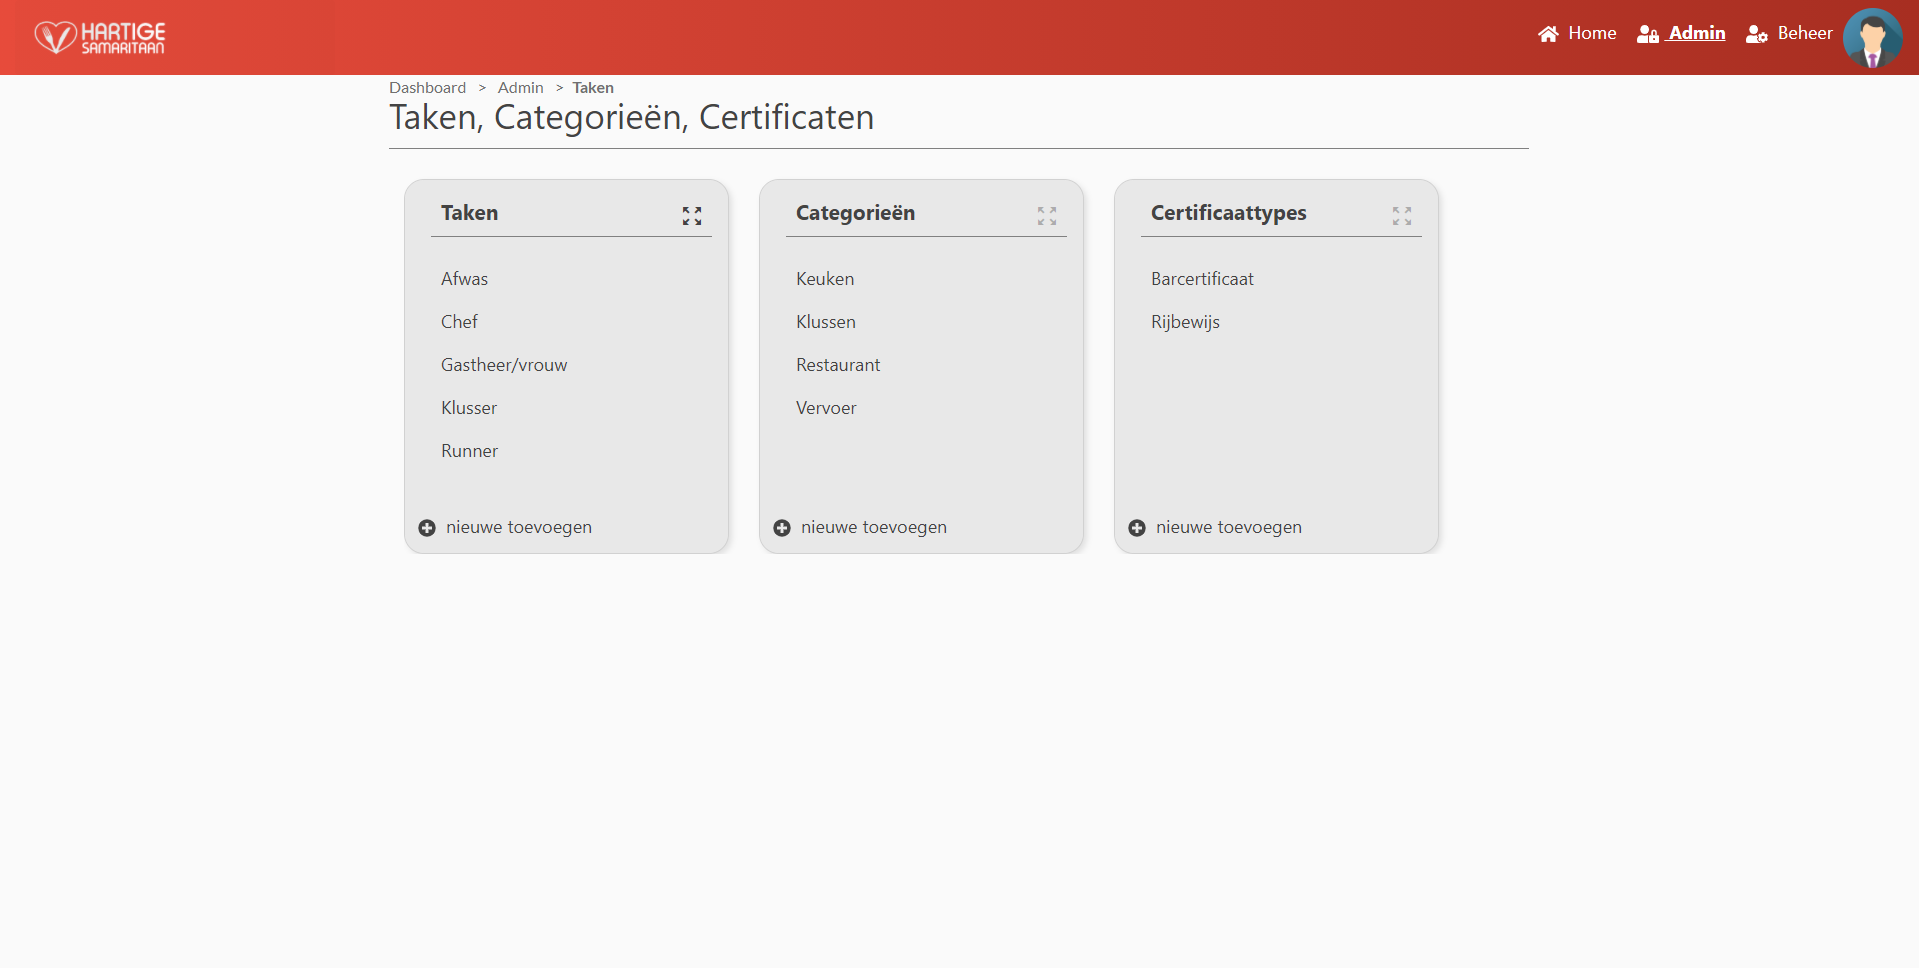 HARTIGE
SAMARITAAN
Home
Admin
Beheer
Dashboard > Admin > Taken
Taken, Categorieën, Certificaten
Taken
Afwas
Chef
Gastheer/vrouw
Klusser
Runner
nieuwe toevoegen
Categorieën
Keuken
Klussen
Restaurant
Vervoer
nieuwe toevoegen
Certificaattypes
Barcertificaat
Rijbewijs
nieuwe toevoegen